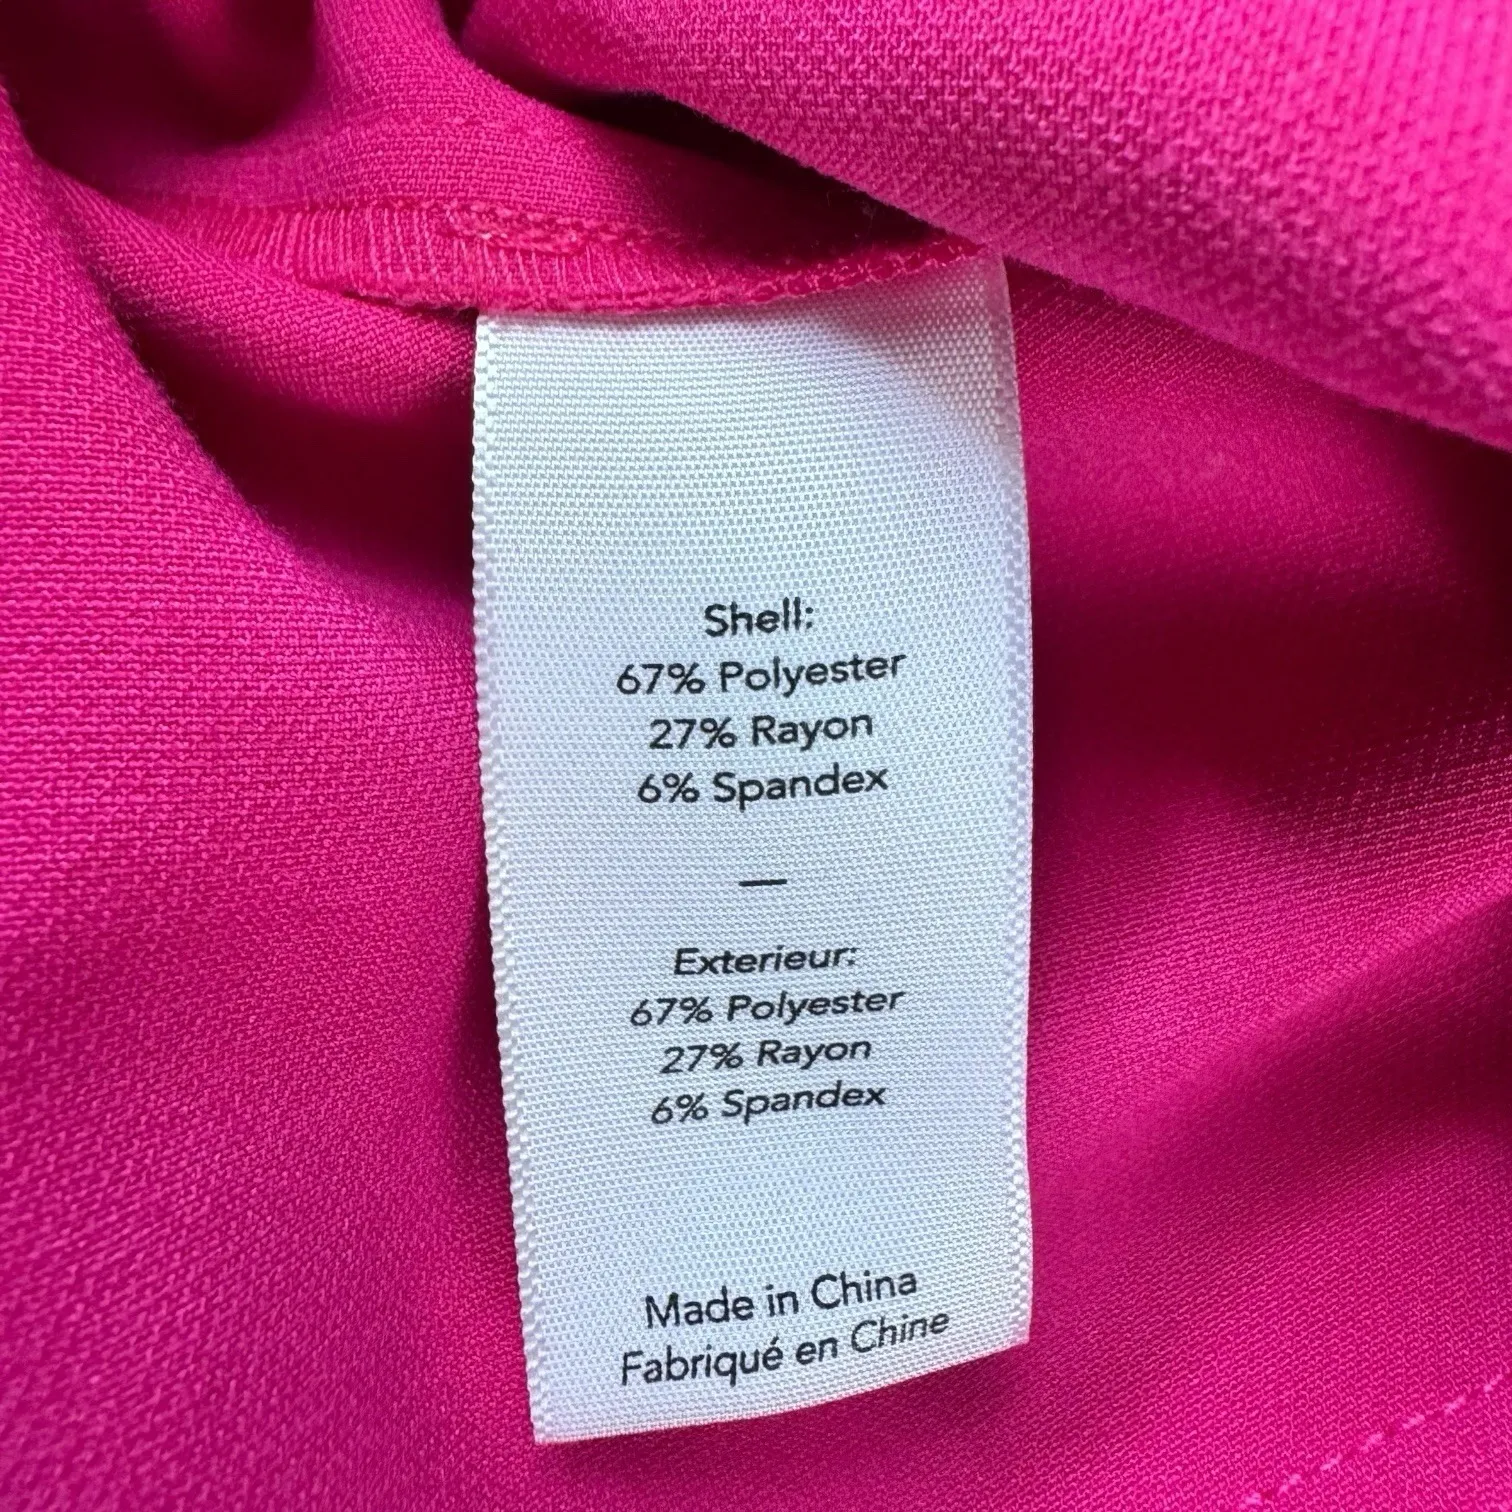 Shell:
67% Polyester
27% Rayon
6% Spandex
—
Exterieur:
67% Polyester
27% Rayon
6% Spandex
Made in China
Fabriqué en Chine